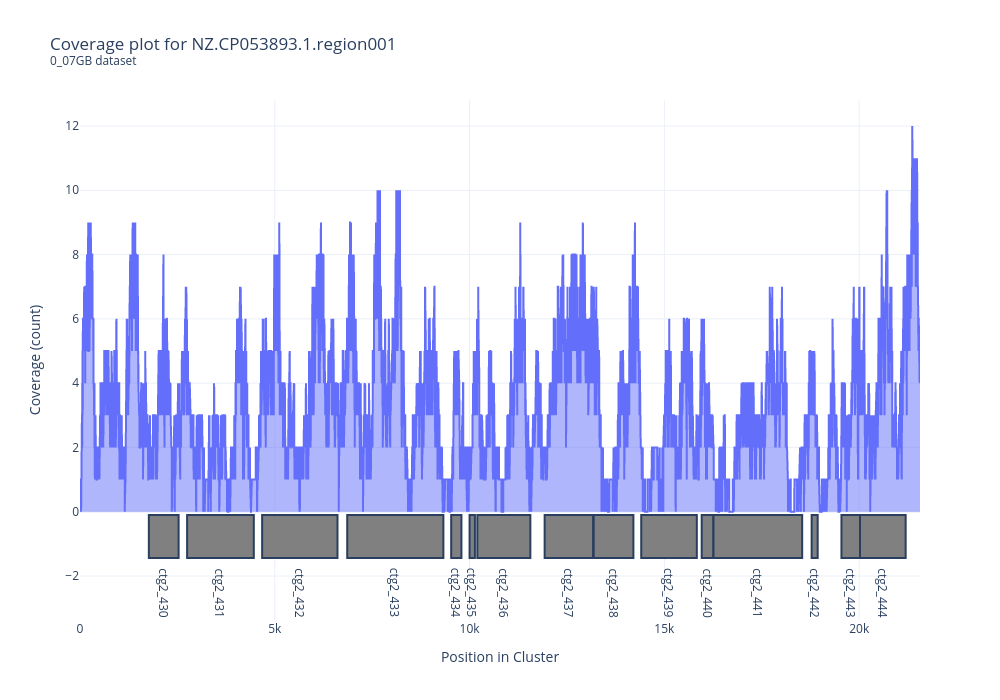 Coverage plot for NZ.CP053893.1.region001
0_07GB dataset
12
10
8
6
4
2
0
−2
Coverage (count)
ctg2_430
ctg2_431
ctg2_432
ctg2_433
ctg2_434
ctg2_435
ctg2_436
ctg2_437
ctg2_438
ctg2_439
ctg2_440
ctg2_441
ctg2_442
ctg2_443
ctg2_444
0
5k
10k
15k
20k
Position in Cluster